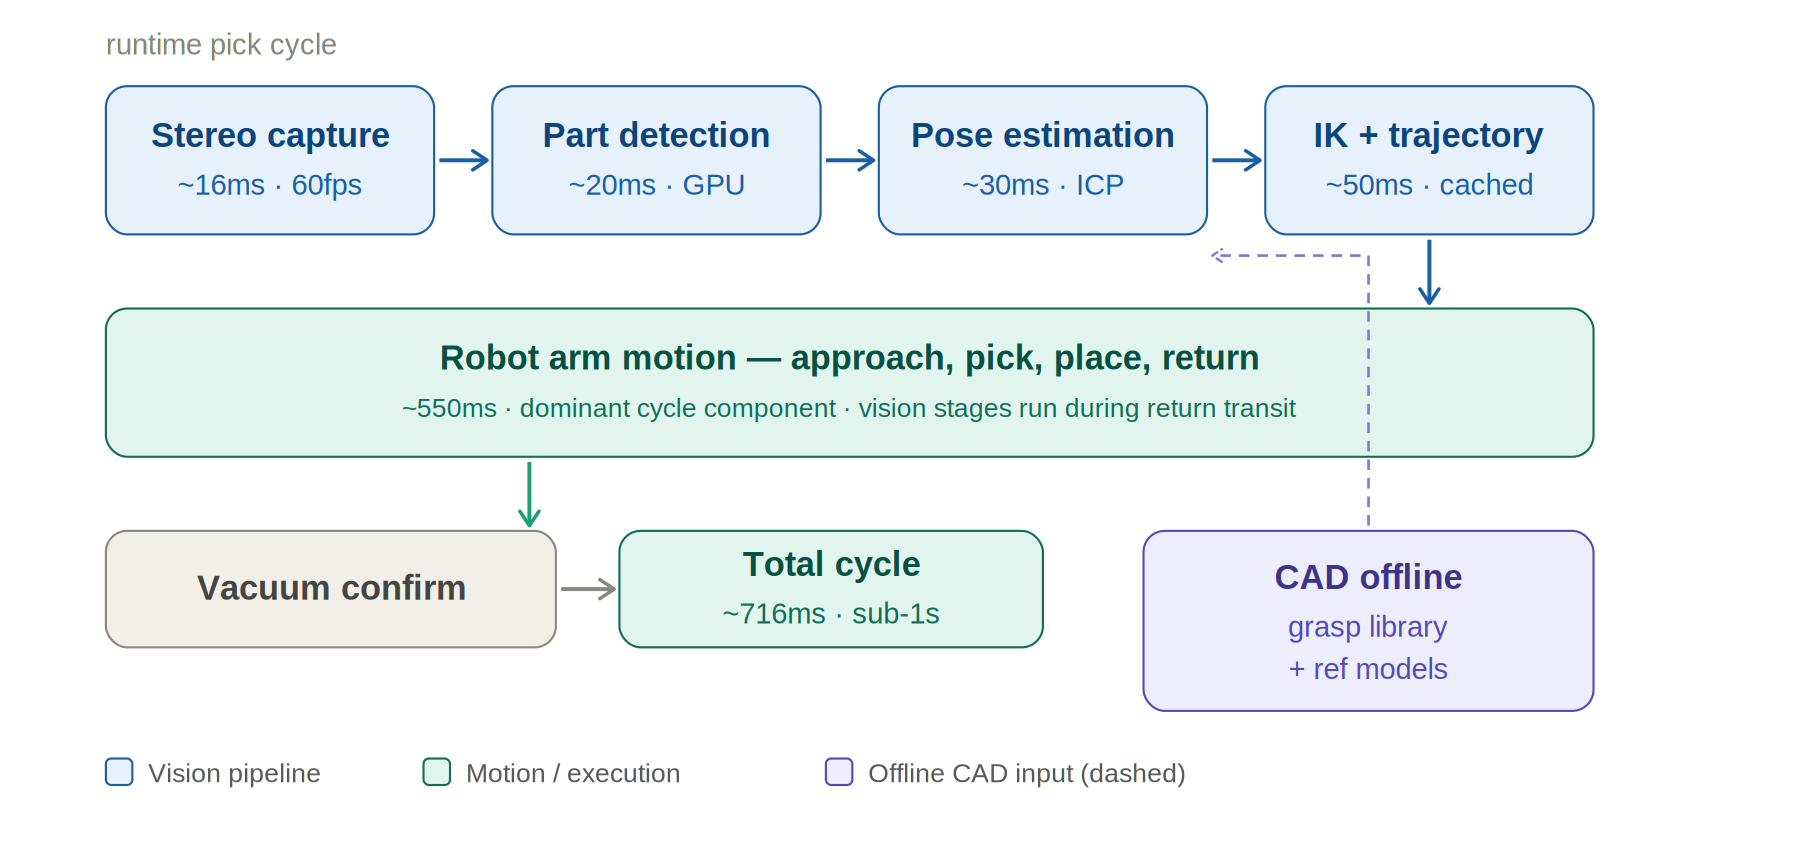 runtime pick cycle
Stereo capture
~16ms · 60fps
Part detection
~20ms · GPU
Pose estimation
~30ms · ICP
IK + trajectory
~50ms · cached
Robot arm motion — approach, pick, place, return
~550ms · dominant cycle component · vision stages run during return transit
Vacuum confirm
Total cycle
~716ms · sub-1s
CAD offline
grasp library
+ ref models
Vision pipeline
Motion / execution
Offline CAD input (dashed)